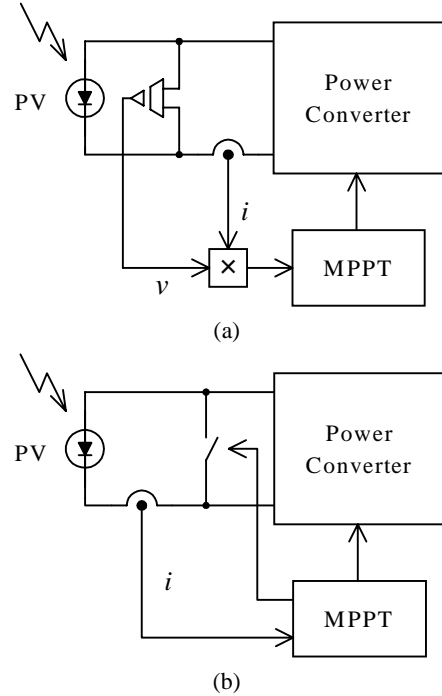 PV
Power
Converter
i
v
×
MPPT
(a)
PV
Power
Converter
i
MPPT
(b)